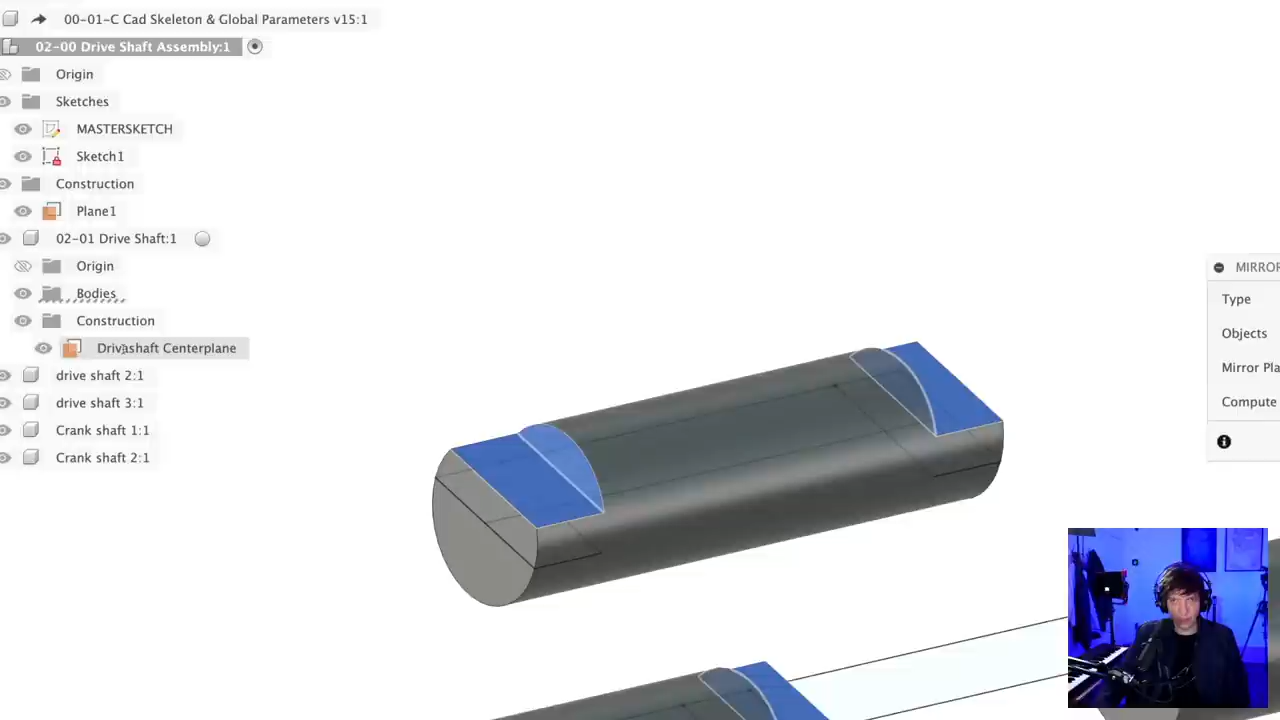 00-01-C Cad Skeleton & Global Parameters v15:1
02-00 Drive Shaft Assembly:1
Origin
Sketches
MASTERSKETCH
Sketch1
Construction
Plane1
02-01 Drive Shaft:1
Origin
Bodies
Construction
Driveshaft Centerplane
drive shaft 2:1
drive shaft 3:1
Crank shaft 1:1
Crank shaft 2:1
MIRROR
Type
Objects
Mirror Pla
Compute